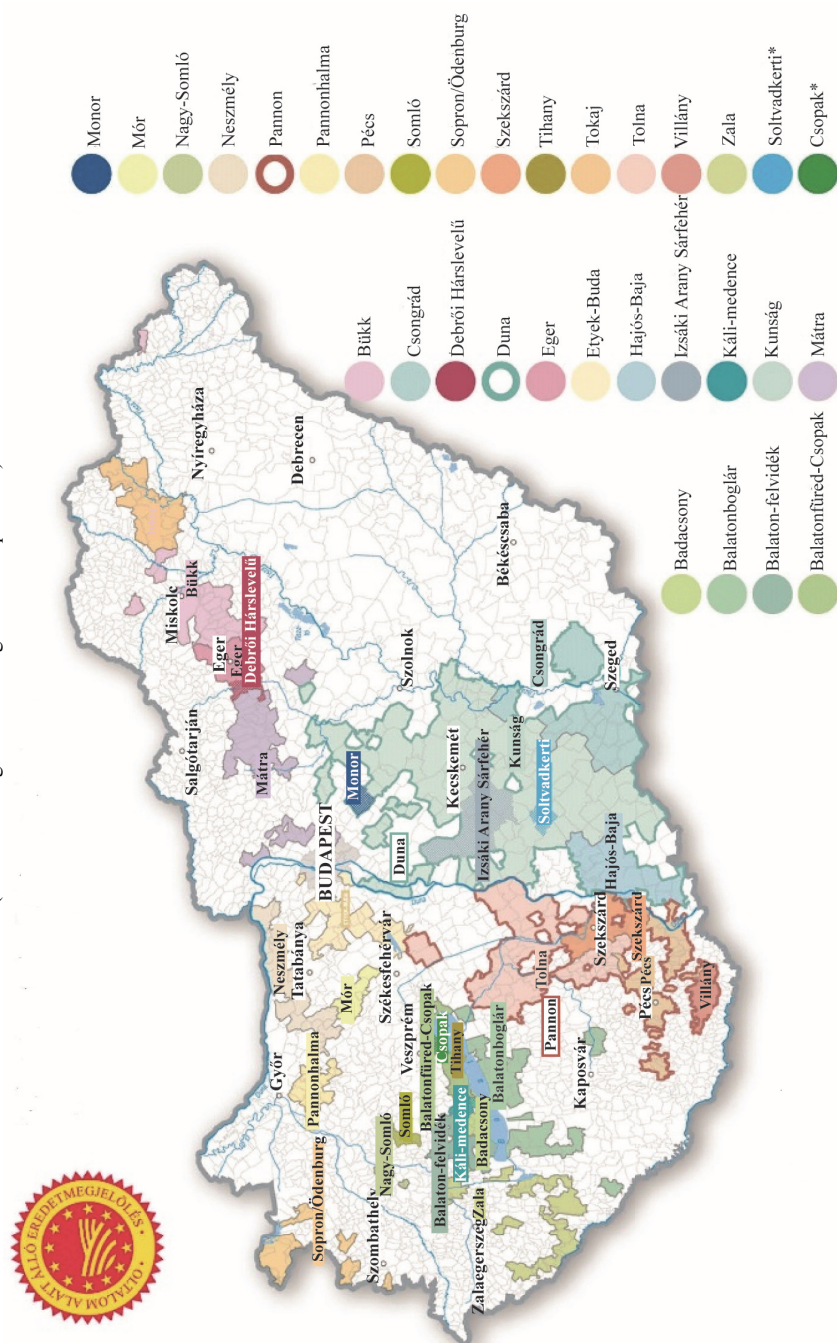 OLTALOM ALATT ÁLLÓ EREDETMEGJELÖLÉS
Sopron/Ödenburg
Szombathely
Győr
Pannonhalma
Nagy-Somló
Somló
Neszmély
Tatabánya
Mór
Székesfehérvár
Veszprém
Balatonfüred-Csopak
Csopak
Tihany
Balaton-felvidék
Káli-medence
Badacsony
Balatonboglár
Zalaegerszeg
Zala
Pannon
Kaposvár
Tolna
Szekszárd
Szekszárd
Pécs
Pécs
Villány
BUDAPEST
Duna
Monor
Kecskemét
Izsáki Arany Sárfehér
Kunság
Soltvadkerti
Hajós-Baja
Salgótarján
Mátra
Miskolc
Bükk
Eger
Eger
Debrői Hárslevelű
Szolnok
Csongrád
Szeged
Nyíregyháza
Debrecen
Békéscsaba
Badacsony
Balatonboglár
Balaton-felvidék
Balatonfüred-Csopak
Bükk
Csongrád
Debrői Hárslevelű
Duna
Eger
Etyek-Buda
Hajós-Baja
Izsáki Arany Sárfehér
Káli-medence
Kunság
Mátra
Monor
Mór
Nagy-Somló
Neszmély
Pannon
Pannonhalma
Pécs
Somló
Sopron/Ödenburg
Szekszárd
Tihany
Tokaj
Tolna
Villány
Zala
Soltvadkerti*
Csopak*